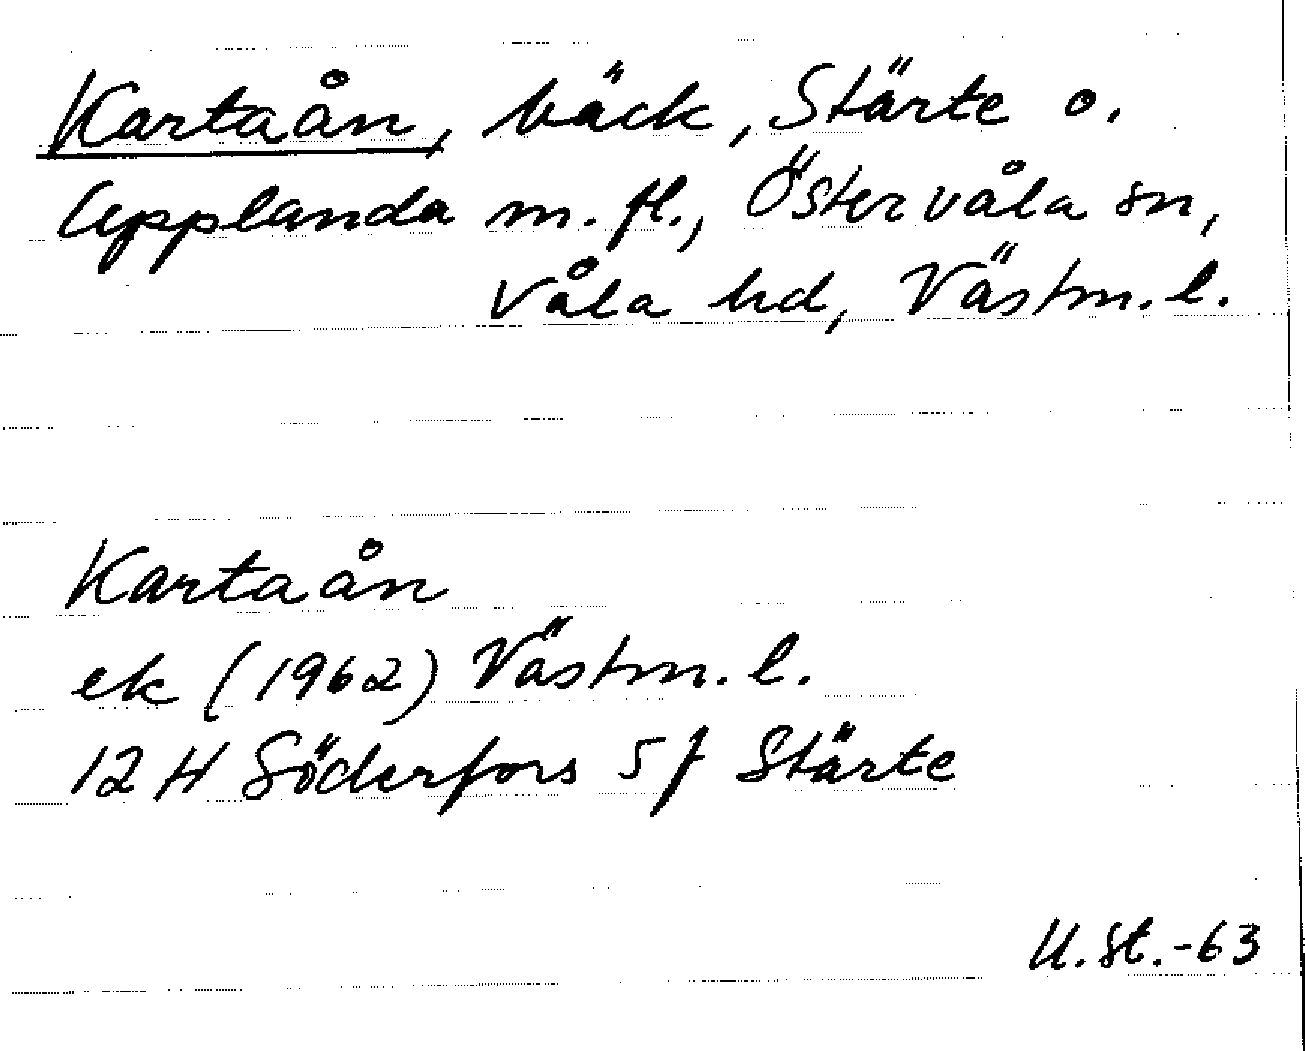 Kartaån, bäck, Stärte o.
Upplanda m.fl., Östervåla sn,
Våla hd, Västm.l.
Kartaån
ek (1962) Västm.l.
12 H Söderfors 5 f Stärte
U.St.-63